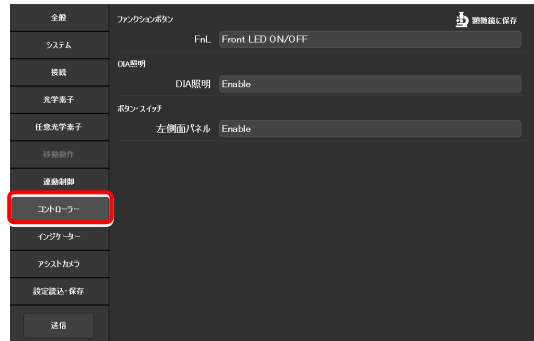 全般
システム
接続
光学素子
任意光学素子
移動動作
連動制御
コントローラー
インジケーター
アシストカメラ
設定読込・保存
送信
ファンクションボタン
顕微鏡に保存
FnL Front LED ON/OFF
DIA照明
DIA照明 Enable
ボタン・スイッチ
左側面パネル Enable